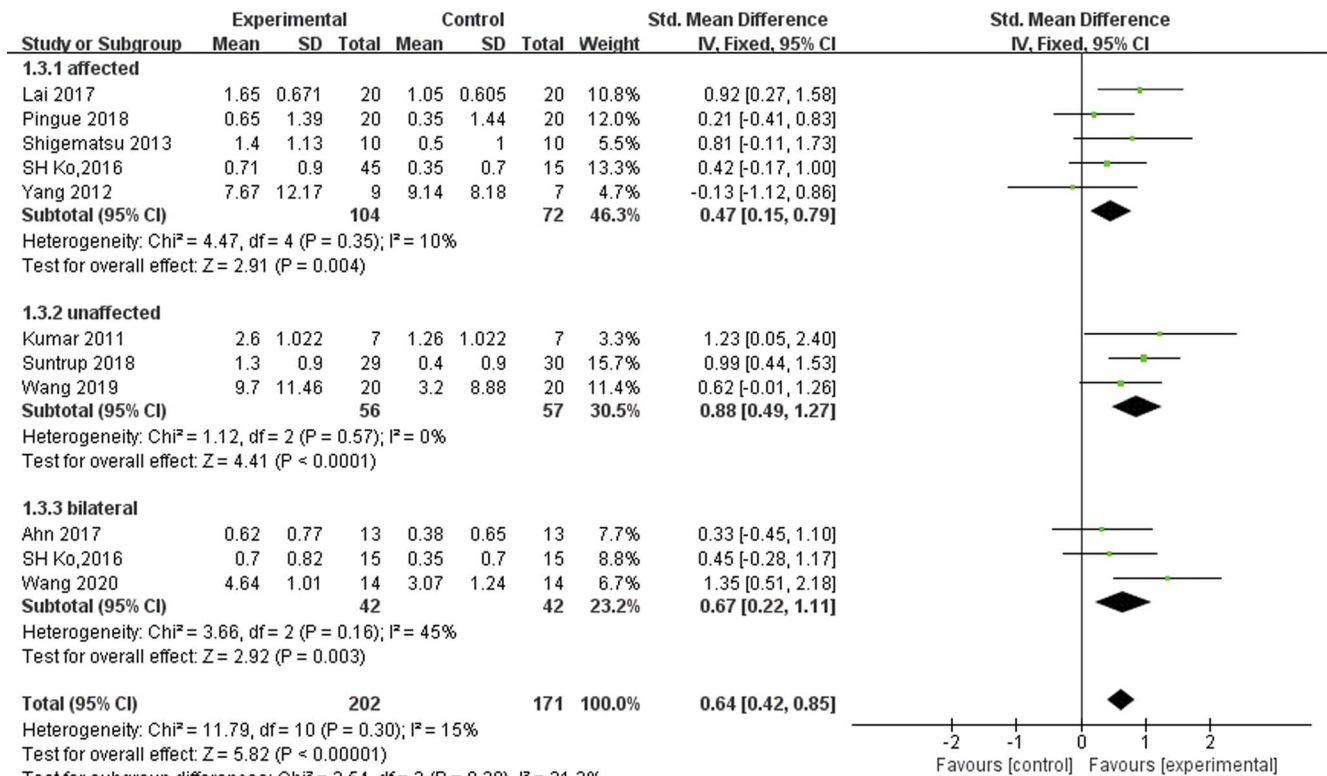 Experimental Control Std. Mean Difference Std. Mean Difference
Study or Subgroup Mean SD Total Mean SD Total Weight IV, Fixed, 95% CI IV, Fixed, 95% CI
1.3.1 affected
Lai 2017 1.65 0.671 20 1.05 0.605 20 10.8% 0.92 [0.27, 1.58]
Pingue 2018 0.65 1.39 20 0.35 1.44 20 12.0% 0.21 [-0.41, 0.83]
Shigematsu 2013 1.4 1.13 10 0.5 1 10 5.5% 0.81 [-0.11, 1.73]
SH Ko,2016 0.71 0.9 45 0.35 0.7 15 13.3% 0.42 [-0.17, 1.00]
Yang 2012 7.67 12.17 9 9.14 8.18 7 4.7% -0.13 [-1.12, 0.86]
Subtotal (95% CI) 104 72 46.3% 0.47 [0.15, 0.79]
Heterogeneity: Chi² = 4.47, df = 4 (P = 0.35); I² = 10%
Test for overall effect: Z = 2.91 (P = 0.004)
1.3.2 unaffected
Kumar 2011 2.6 1.022 7 1.26 1.022 7 3.3% 1.23 [0.05, 2.40]
Suntrup 2018 1.3 0.9 29 0.4 0.9 30 15.7% 0.99 [0.44, 1.53]
Wang 2019 9.7 11.46 20 3.2 8.88 20 11.4% 0.62 [-0.01, 1.26]
Subtotal (95% CI) 56 57 30.5% 0.88 [0.49, 1.27]
Heterogeneity: Chi² = 1.12, df = 2 (P = 0.57); I² = 0%
Test for overall effect: Z = 4.41 (P < 0.0001)
1.3.3 bilateral
Ahn 2017 0.62 0.77 13 0.38 0.65 13 7.7% 0.33 [-0.45, 1.10]
SH Ko,2016 0.7 0.82 15 0.35 0.7 15 8.8% 0.45 [-0.28, 1.17]
Wang 2020 4.64 1.01 14 3.07 1.24 14 6.7% 1.35 [0.51, 2.18]
Subtotal (95% CI) 42 42 23.2% 0.67 [0.22, 1.11]
Heterogeneity: Chi² = 3.66, df = 2 (P = 0.16); I² = 45%
Test for overall effect: Z = 2.92 (P = 0.003)
Total (95% CI) 202 171 100.0% 0.64 [0.42, 0.85]
Heterogeneity: Chi² = 11.79, df = 10 (P = 0.30); I² = 15%
Test for overall effect: Z = 5.82 (P < 0.00001)
-2 -1 0 1 2
Favours [control] Favours [experimental]
Test for subgroup differences: Chi² = 2.54, df = 2